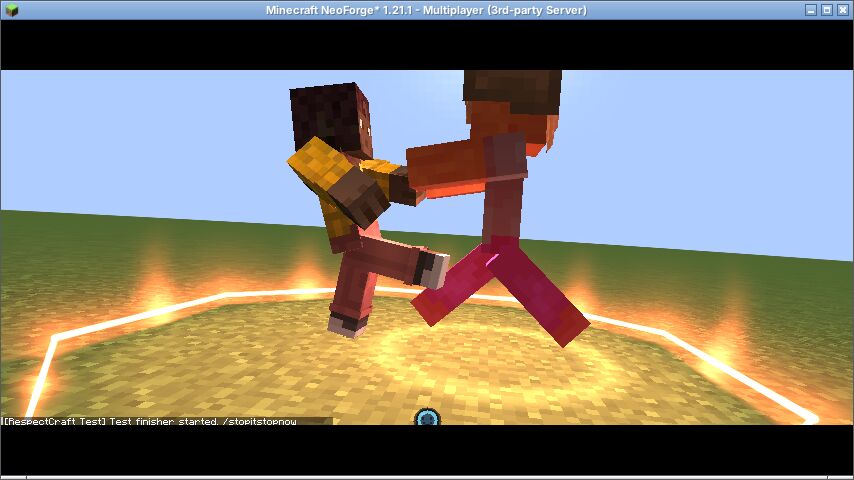 Minecraft NeoForge* 1.21.1 - Multiplayer (3rd-party Server)
[RespectCraft Test] Test finisher started. /stopitstopnow